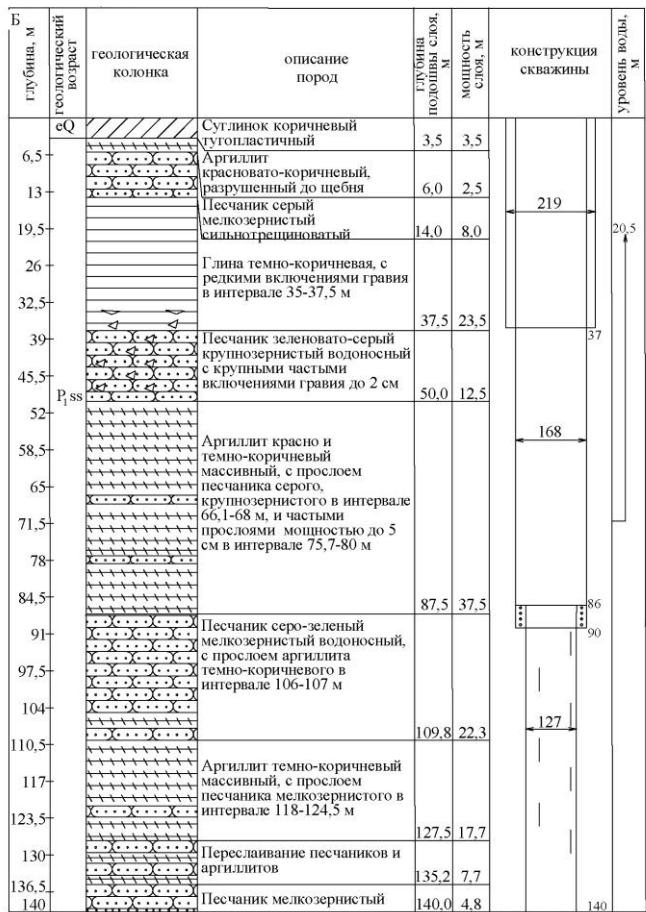 Б
глубина, м
геологический
возраст
геологическая
колонка
описание
пород
глубина
подошвы слоя,
м
мощность
слоя, м
конструкция
скважины
уровень воды,
м
eQ
Суглинок коричневый
тугопластичный
3,5
3,5
6,5
Аргиллит
красновато-коричневый,
разрушенный до щебня
6,0
2,5
13
Песчаник серый
мелкозернистый
сильнотрещиноватый
14,0
8,0
219
19,5
20,5
26
Глина темно-коричневая, с
редкими включениями гравия
в интервале 35-37,5 м
32,5
37,5
23,5
37
39
Песчаник зеленовато-серый
крупнозернистый водоносный
с крупными частыми
включениями гравия до 2 см
45,5
50,0
12,5
P₁ss
52
Аргиллит красно и
темно-коричневый
массивный, с прослоем
песчаника серого,
крупнозернистого в интервале
66,1-68 м, и частыми
прослоями мощностью до 5
см в интервале 75,7-80 м
168
58,5
65
71,5
78
84,5
87,5
37,5
86
90
91
Песчаник серо-зеленый
мелкозернистый водоносный,
с прослоем аргиллита
темно-коричневого в
интервале 106-107 м
97,5
104
109,8
22,3
127
110,5
Аргиллит темно-коричневый
массивный, с прослоем
песчаника мелкозернистого в
интервале 118-124,5 м
117
123,5
127,5
17,7
130
Переслаивание песчаников и
аргиллитов
135,2
7,7
136,5
140
Песчаник мелкозернистый
140,0
4,8
140